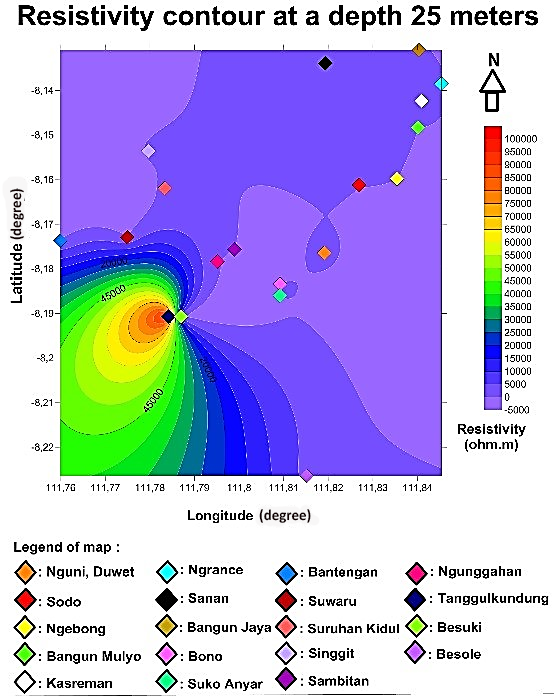 Resistivity contour at a depth 25 meters
N
-8,14
-8,15
-8,16
-8,17
-8,18
-8,19
-8,2
-8,21
-8,22
Latitude (degree)
45000
45000
111,76 111,77 111,78 111,79 111,8 111,81 111,82 111,83 111,84
Longitude (degree)
100000
95000
90000
85000
80000
75000
70000
65000
60000
55000
50000
45000
40000
35000
30000
25000
20000
15000
10000
5000
0
-5000
Resistivity
(ohm.m)
Legend of map :
: Nguni, Duwet : Ngrance : Bantengan : Ngunggahan
: Sodo : Sanan : Suwaru : Tanggulkundung
: Ngebong : Bangun Jaya : Suruhan Kidul : Besuki
: Bangun Mulyo : Bono : Singgit : Besole
: Kasreman : Suko Anyar : Sambitan